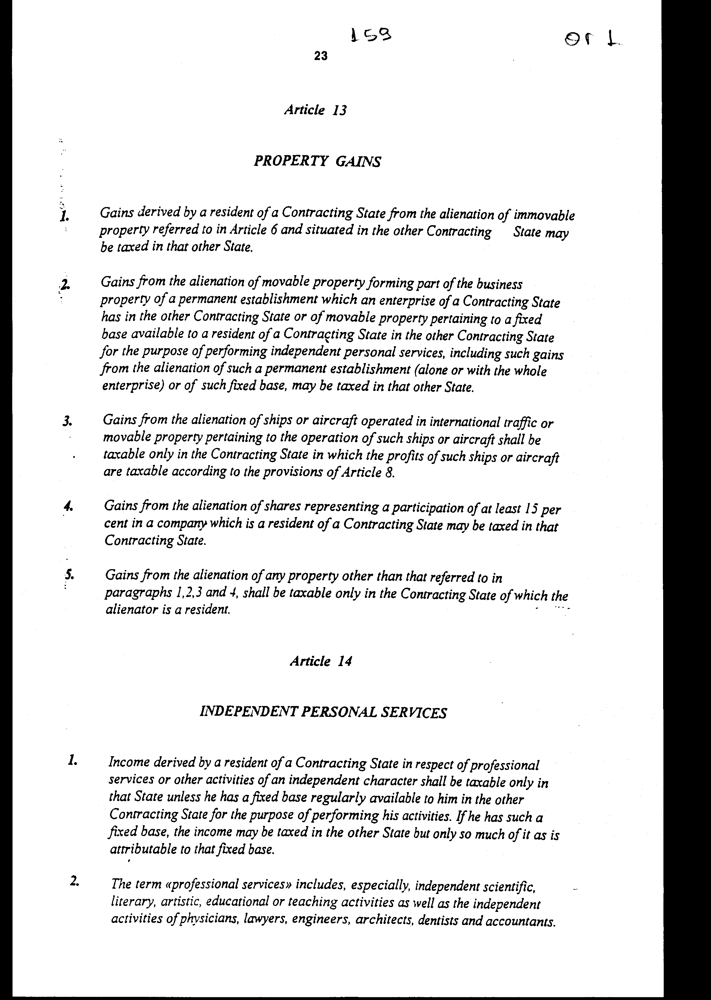 159
23
Article 13
PROPERTY GAINS
1. Gains derived by a resident of a Contracting State from the alienation of immovable
property referred to in Article 6 and situated in the other Contracting State may
be taxed in that other State.
2. Gains from the alienation of movable property forming part of the business
property of a permanent establishment which an enterprise of a Contracting State
has in the other Contracting State or of movable property pertaining to a fixed
base available to a resident of a Contracting State in the other Contracting State
for the purpose of performing independent personal services, including such gains
from the alienation of such a permanent establishment (alone or with the whole
enterprise) or of such fixed base, may be taxed in that other State.
3. Gains from the alienation of ships or aircraft operated in international traffic or
movable property pertaining to the operation of such ships or aircraft shall be
taxable only in the Contracting State in which the profits of such ships or aircraft
are taxable according to the provisions of Article 8.
4. Gains from the alienation of shares representing a participation of at least 15 per
cent in a company which is a resident of a Contracting State may be taxed in that
Contracting State.
5. Gains from the alienation of any property other than that referred to in
paragraphs 1,2,3 and 4, shall be taxable only in the Contracting State of which the
alienator is a resident.
Article 14
INDEPENDENT PERSONAL SERVICES
1. Income derived by a resident of a Contracting State in respect of professional
services or other activities of an independent character shall be taxable only in
that State unless he has a fixed base regularly available to him in the other
Contracting State for the purpose of performing his activities. If he has such a
fixed base, the income may be taxed in the other State but only so much of it as is
attributable to that fixed base.
2. The term «professional services» includes, especially, independent scientific,
literary, artistic, educational or teaching activities as well as the independent
activities of physicians, lawyers, engineers, architects, dentists and accountants.